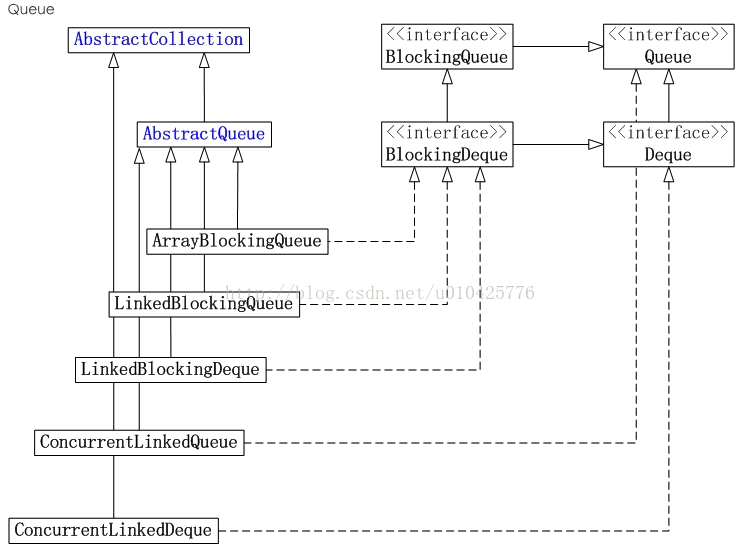 Queue
AbstractCollection
<<interface>>
BlockingQueue
<<interface>>
Queue
AbstractQueue
<<interface>>
BlockingDeque
<<interface>>
Deque
ArrayBlockingQueue
http://blog.csdn.net/u010425776
LinkedBlockingQueue
LinkedBlockingDeque
ConcurrentLinkedQueue
ConcurrentLinkedDeque